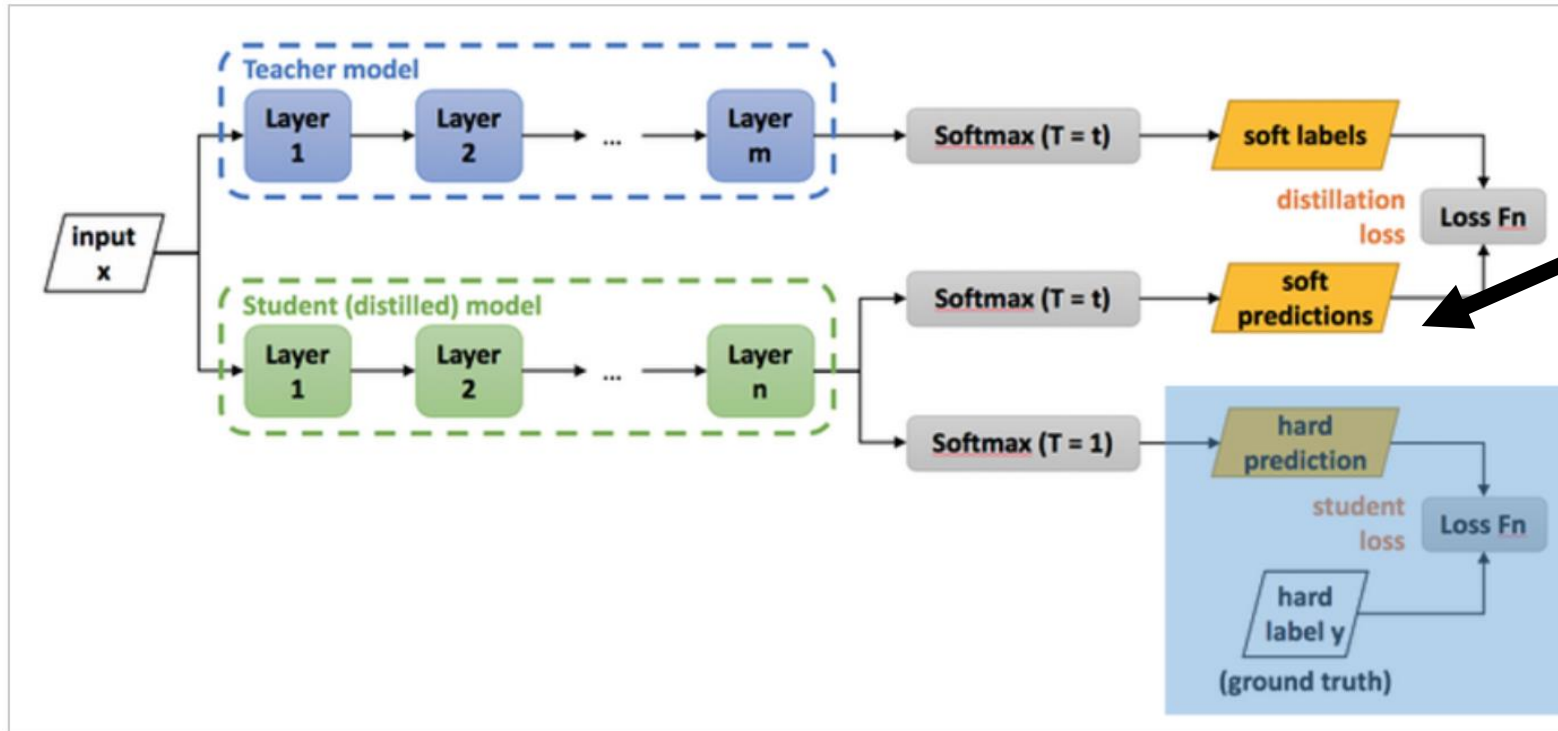 Teacher model
Layer
1
Layer
2
...
Layer
m
Softmax (T = t)
soft labels
distillation
loss
Loss Fn
input
x
Student (distilled) model
Layer
1
Layer
2
...
Layer
n
Softmax (T = t)
soft
predictions
Softmax (T = 1)
hard
prediction
student
loss
Loss Fn
hard
label y
(ground truth)